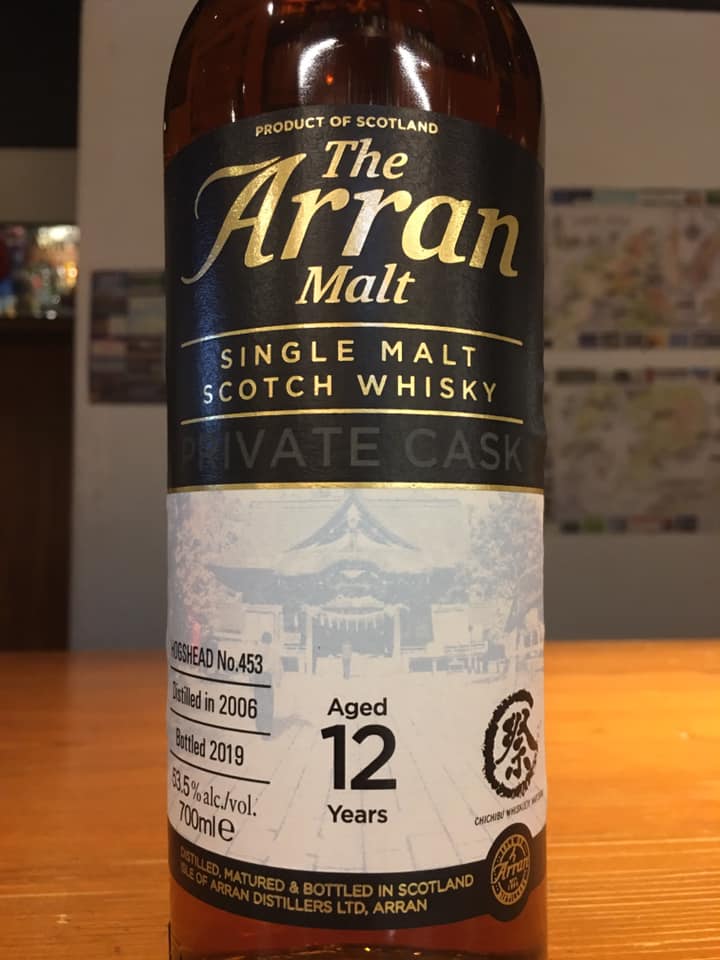 PRODUCT OF SCOTLAND
The
Arran
Malt
SINGLE MALT
SCOTCH WHISKY
PRIVATE CASK
HOGSHEAD No.453
Distilled in 2006
Bottled 2019
53.5% alc./vol.
700ml e
Aged
12
Years
祭
CHICHIBU WHISKIES MATSURI
DISTILLED, MATURED & BOTTLED IN SCOTLAND
ISLE OF ARRAN DISTILLERS LTD, ARRAN
Arran